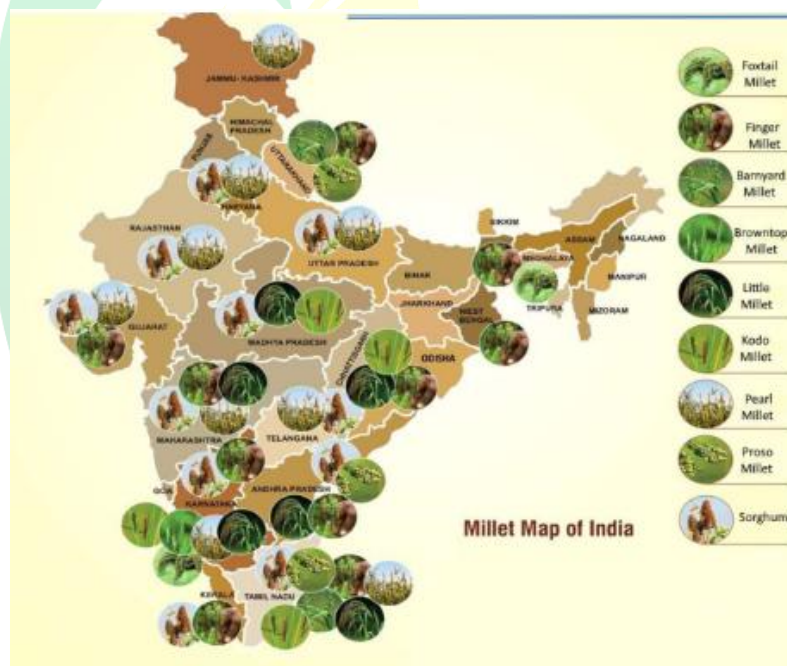 JAMMU- KASHMIR
HIMACHAL
PRADESH
PUNJAB
UTTARAKHAND
HARYANA
RAJASTHAN
UTTAR PRADESH
SIKKIM
ASSAM
NAGALAND
MEGHALAYA
MANIPUR
BIHAR
TRIPURA
MIZORAM
JHARKHAND
WEST
BENGAL
GUJARAT
MADHYA PRADESH
CHHATTISGARH
ODISHA
MAHARASHTRA
TELANGANA
GOA
KARNATAKA
ANDHRA PRADESH
KERALA
TAMIL NADU
Millet Map of India
Foxtail
Millet
Finger
Millet
Barnyard
Millet
Browntop
Millet
Little
Millet
Kodo
Millet
Pearl
Millet
Proso
Millet
Sorghum